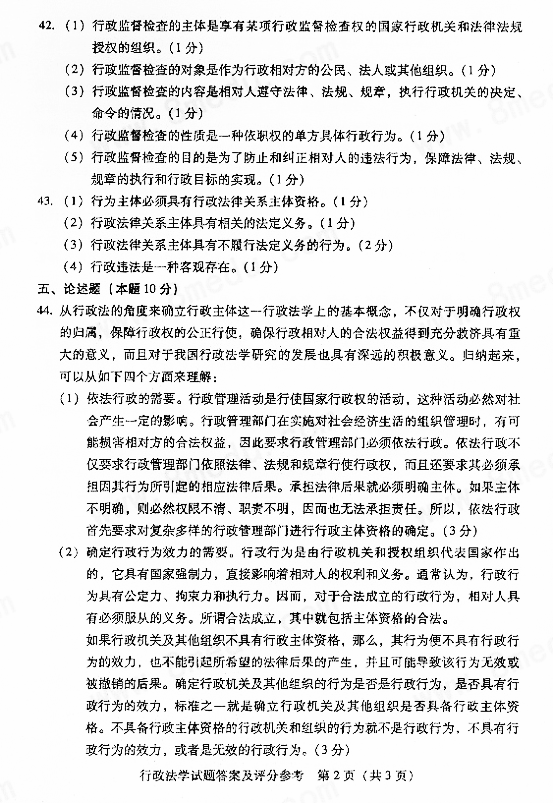 42. (1) 行政监督检查的主体是享有某项行政监督检查权的国家行政机关和法律法规
授权的组织。(1分)
(2) 行政监督检查的对象是作为行政相对方的公民、法人或其他组织。(1分)
(3) 行政监督检查的内容是相对人遵守法律、法规、规章,执行行政机关的决定、
命令的情况。(1分)
(4) 行政监督检查的性质是一种依职权的单方具体行政行为。(1分)
(5) 行政监督检查的目的是为了防止和纠正相对人的违法行为,保障法律、法规、
规章的执行和行政目标的实现。(1分)
43. (1) 行为主体必须具有行政法律关系主体资格。(1分)
(2) 行政法律关系主体具有相关的法定义务。(1分)
(3) 行政法律关系主体具有不履行法定义务的行为。(2分)
(4) 行政违法是一种客观存在。(1分)
五、论述题(本题10分)
44. 从行政法的角度来确立行政主体这一行政法学上的基本概念,不仅对于明确行政权
的归属,保障行政权的公正行使,确保行政相对人的合法权益得到充分救济具有重
大的意义,而且对于我国行政法学研究的发展也具有深远的积极意义。归纳起来,
可以从如下四个方面来理解:
(1) 依法行政的需要。行政管理活动是行使国家行政权的活动,这种活动必然对社
会产生一定的影响。行政管理部门在实施对社会经济生活的组织管理时,有可
能损害相对方的合法权益,因此要求行政管理部门必须依法行政。依法行政不
仅要求行政管理部门依照法律、法规和规章行使行政权,而且还要求其必须承
担因其行为所引起的相应法律后果。承担法律后果就必须明确主体。如果主体
不明确,则必然权限不清、职责不明,因而也无法承担责任。所以,依法行政
首先要求对复杂多样的行政管理部门进行行政主体资格的确定。(3分)
(2) 确定行政行为效力的需要。行政行为是由行政机关和授权组织代表国家作出
的,它具有国家强制力,直接影响着相对人的权利和义务。通常认为,行政行
为具有公定力、拘束力和执行力。因而,对于合法成立的行政行为,相对人具
有必须服从的义务。所谓合法成立,其中就包括主体资格的合法。
如果行政机关及其他组织不具有行政主体资格,那么,其行为便不具有行政行
为的效力,也不能引起所希望的法律后果的产生,并且可能导致该行为无效或
被撤销的后果。确定行政机关及其他组织的行为是否是行政行为,是否具有行
政行为的效力,标准之一就是确立行政机关及其他组织是否具备行政主体资
格。不具备行政主体资格的行政机关和组织的行为就不是行政行为,不具有行
政行为的效力,或者是无效的行政行为。(3分)
行政法学试题答案及评分参考 第2页(共3页)